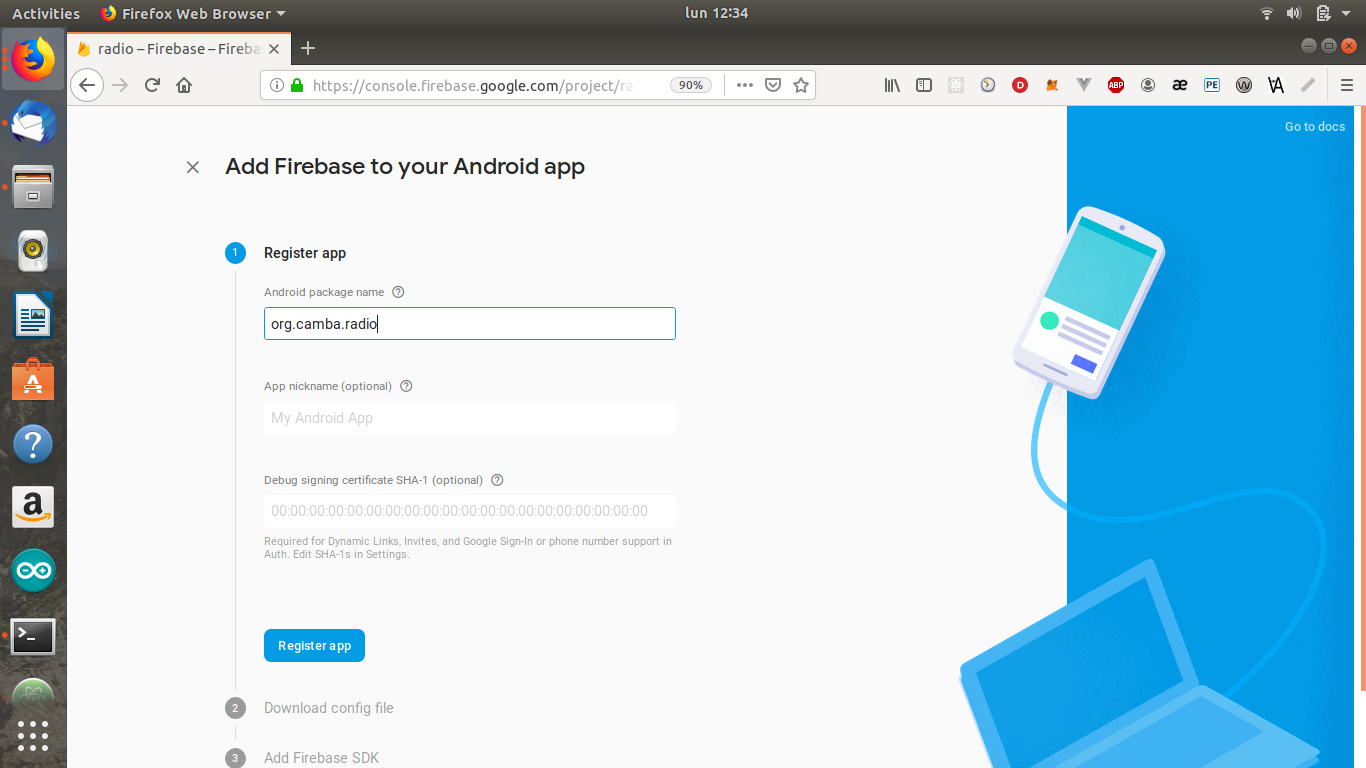 Activities
Firefox Web Browser
lun 12:34
radio – Firebase – Fireba
https://console.firebase.google.com/project/ra
90%
D
ABP
æ
PE
W
Go to docs
Add Firebase to your Android app
1
Register app
Android package name ?
org.camba.radio
App nickname (optional) ?
My Android App
Debug signing certificate SHA-1 (optional) ?
00:00:00:00:00:00:00:00:00:00:00:00:00:00:00:00:00:00:00:00
Required for Dynamic Links, Invites, and Google Sign-In or phone number support in
Auth. Edit SHA-1s in Settings.
Register app
2
Download config file
3
Add Firebase SDK